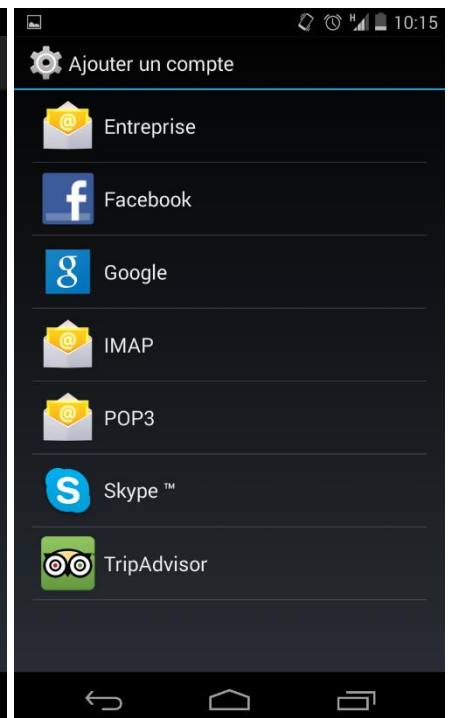 H 10:15
Ajouter un compte
@ Entreprise
f Facebook
g Google
@ IMAP
@ POP3
S Skype ™
TripAdvisor